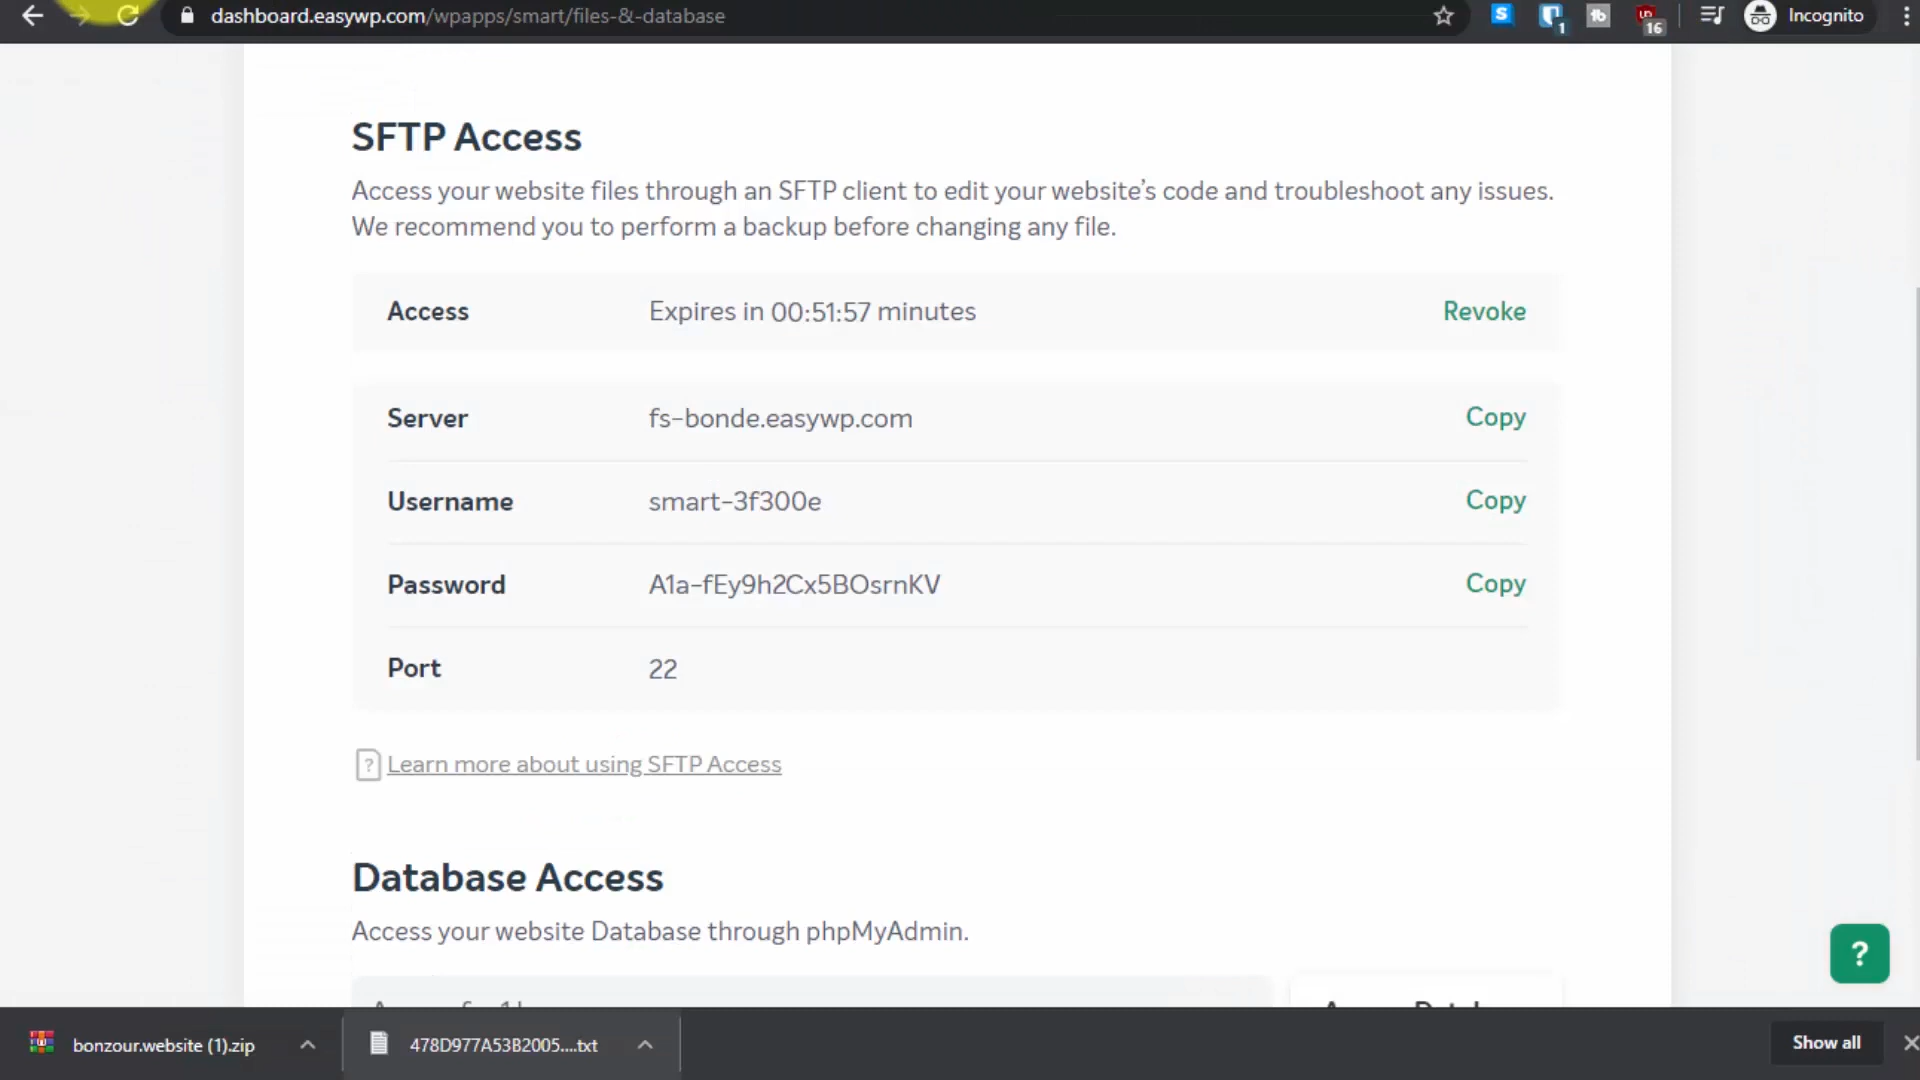 dashboard.easywp.com/wpapps/smart/files-&-database
1
16
Incognito
SFTP Access
Access your website files through an SFTP client to edit your website's code and troubleshoot any issues.
We recommend you to perform a backup before changing any file.
Access Expires in 00:51:57 minutes Revoke
Server fs-bonde.easywp.com Copy
Username smart-3f300e Copy
Password A1a-fEy9h2Cx5BOsrnKV Copy
Port 22
? Learn more about using SFTP Access
Database Access
Access your website Database through phpMyAdmin.
?
bonzour.website (1).zip
478D977A53B2005....txt
Show all